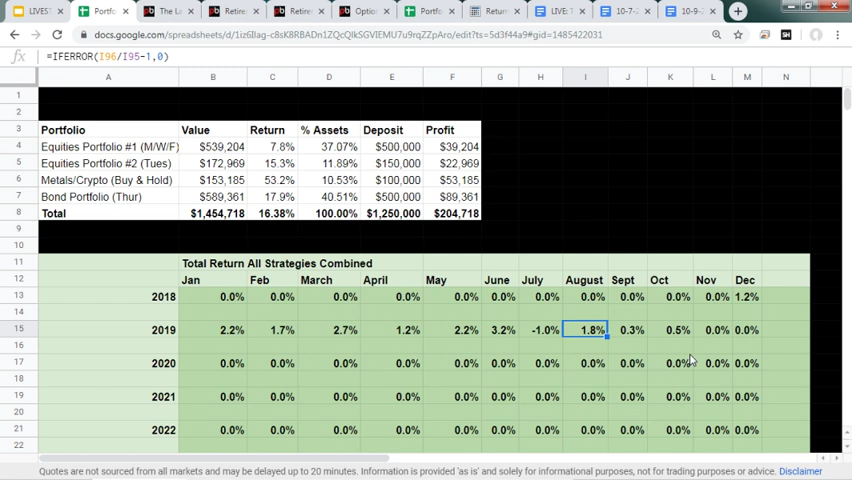 LIVEST
Portfo
The La
Retire
Retire
Option
Portfo
Return
LIVE: T
10-7-2
10-9-2
docs.google.com/spreadsheets/d/1iz6Ilag-c8sK8RBADn1ZQcQlkSGVIEMU7u9rqZZpAro/edit?ts=5d3f44a9#gid=1485422031
SH
fx =IFERROR(I96/I95-1,0)
A B C D E F G H I J K L M N
1
2
3 Portfolio Value Return % Assets Deposit Profit
4 Equities Portfolio #1 (M/W/F) $539,204 7.8% 37.07% $500,000 $39,204
5 Equities Portfolio #2 (Tues) $172,969 15.3% 11.89% $150,000 $22,969
6 Metals/Crypto (Buy & Hold) $153,185 53.2% 10.53% $100,000 $53,185
7 Bond Portfolio (Thur) $589,361 17.9% 40.51% $500,000 $89,361
8 Total $1,454,718 16.38% 100.00% $1,250,000 $204,718
9
10
11 Total Return All Strategies Combined
12 Jan Feb March April May June July August Sept Oct Nov Dec
13 2018 0.0% 0.0% 0.0% 0.0% 0.0% 0.0% 0.0% 0.0% 0.0% 0.0% 0.0% 1.2%
14
15 2019 2.2% 1.7% 2.7% 1.2% 2.2% 3.2% -1.0% 1.8% 0.3% 0.5% 0.0% 0.0%
16
17 2020 0.0% 0.0% 0.0% 0.0% 0.0% 0.0% 0.0% 0.0% 0.0% 0.0% 0.0% 0.0%
18
19 2021 0.0% 0.0% 0.0% 0.0% 0.0% 0.0% 0.0% 0.0% 0.0% 0.0% 0.0% 0.0%
20
21 2022 0.0% 0.0% 0.0% 0.0% 0.0% 0.0% 0.0% 0.0% 0.0% 0.0% 0.0% 0.0%
22
Quotes are not sourced from all markets and may be delayed up to 20 minutes. Information is provided 'as is' and solely for informational purposes, not for trading purposes or advice. Disclaimer